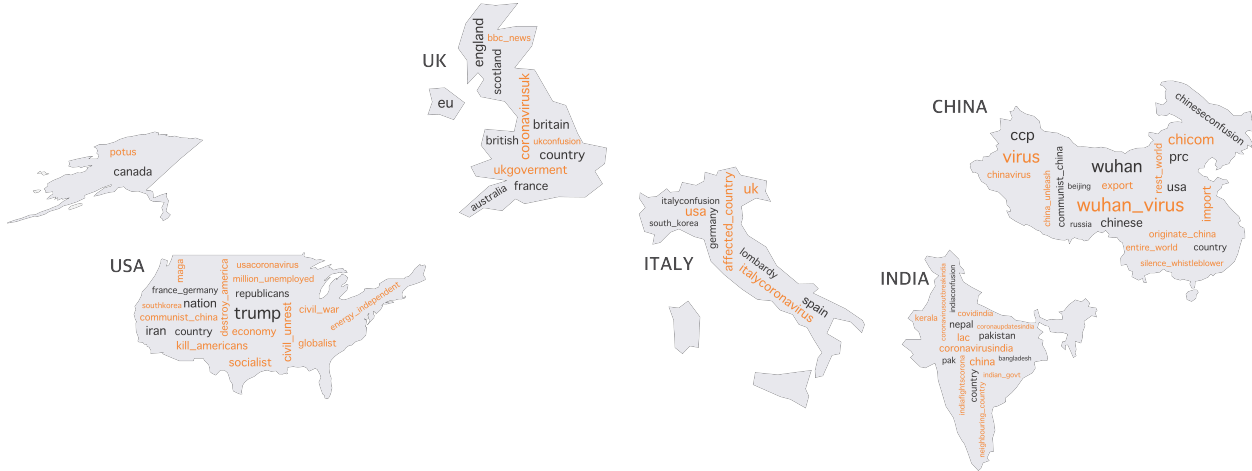 UK
england
bbc_news
scotland
coronavirusuk
eu
britain
british
ukconfusion
country
ukgoverment
france
australia
potus
canada
USA
maga
usacoronavirus
destroy_america
million_unemployed
france_germany
republicans
southkorea
nation
trump
civil_war
energy_independent
communist_china
iran
country
economy
civil_unrest
kill_americans
globalist
socialist
ITALY
uk
affected_country
italyconfusion
usa
south_korea
germany
lombardy
Italycoronavirus
spain
CHINA
chineseconfusion
ccp
virus
chinavirus
china_unleash
communist_china
wuhan
beijing
export
rest_world
chicom
prc
usa
import
wuhan_virus
russia
chinese
originate_china
entire_world
country
silence_whistleblower
INDIA
coronavirusoutbreakindia
indiaconfusion
kerala
covidindia
nepal
coronaupdatesindia
lac
pakistan
coronavirusindia
pak
china
bangladesh
indiafightscorona
country
indian_govt
neighbouring_country